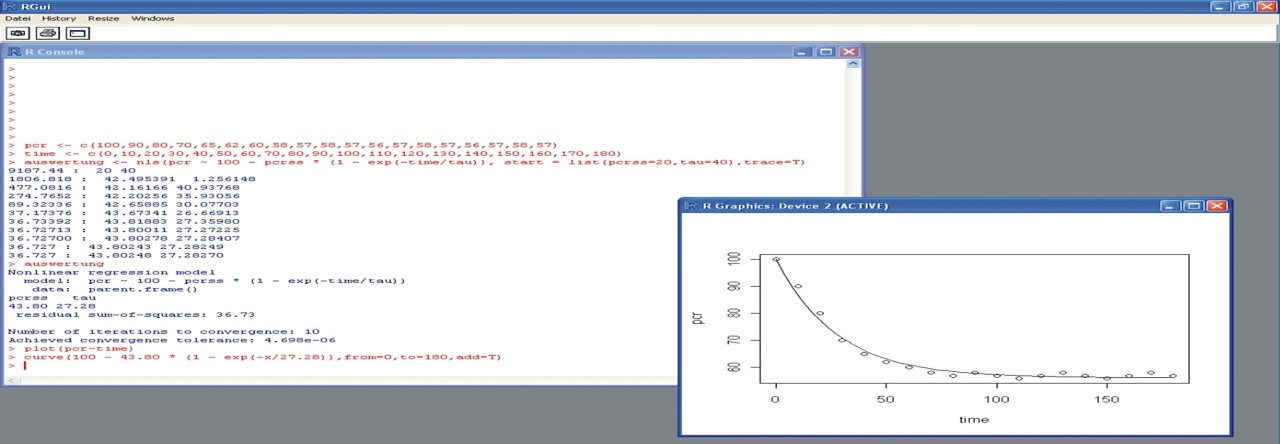 RGui
Datei History Resize Windows
R Console
>
>
>
>
>
>
>
>
>
> pcr <- c(100,90,80,70,65,62,60,58,57,58,57,56,57,58,57,56,57,58,57)
> time <- c(0,10,20,30,40,50,60,70,80,90,100,110,120,130,140,150,160,170,180)
> auswertung <- nls(pcr ~ 100 - pcrss * (1 - exp(-time/tau)), start = list(pcrss=20,tau=40),trace=T)
9187.44 : 20 40
1806.818 : 42.495391 1.256148
477.0816 : 42.16166 40.93768
274.7652 : 42.20256 35.93056
89.32336 : 42.65885 30.07703
37.17376 : 43.67341 26.66913
36.73392 : 43.81883 27.35980
36.72713 : 43.80011 27.27225
36.72700 : 43.80278 27.28407
36.727 : 43.80243 27.28249
36.727 : 43.80248 27.28270
> auswertung
Nonlinear regression model
model: pcr ~ 100 - pcrss * (1 - exp(-time/tau))
data: parent.frame()
pcrss tau
43.80 27.28
residual sum-of-squares: 36.73
Number of iterations to convergence: 10
Achieved convergence tolerance: 4.698e-06
> plot(pcr~time)
> curve(100 - 43.80 * (1 - exp(-x/27.28)),from=0,to=180,add=T)
>
R Graphics: Device 2 (ACTIVE)
100
90
80
70
60
pcr
0 50 100 150
time